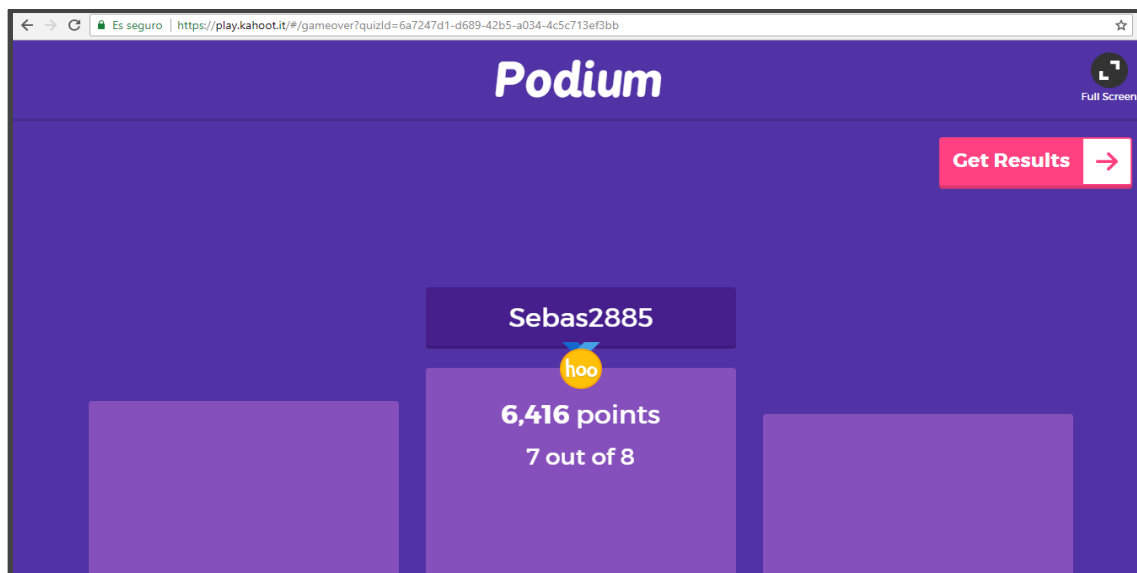 Es seguro | https://play.kahoot.it/#/gameover?quizId=6a7247d1-d689-42b5-a034-4c5c713ef3bb
Podium
Full Screen
Get Results
Sebas2885
hoo
6,416 points
7 out of 8